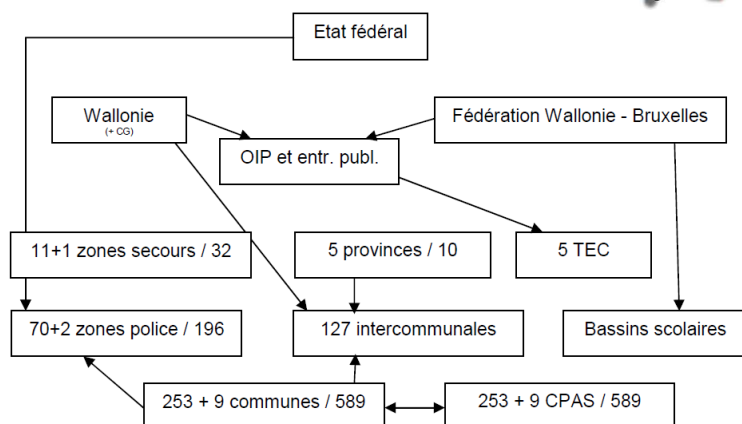 Etat fédéral
Wallonie
(+ CG)
Fédération Wallonie - Bruxelles
OIP et entr. publ.
11+1 zones secours / 32
5 provinces / 10
5 TEC
70+2 zones police / 196
127 intercommunales
Bassins scolaires
253 + 9 communes / 589
253 + 9 CPAS / 589